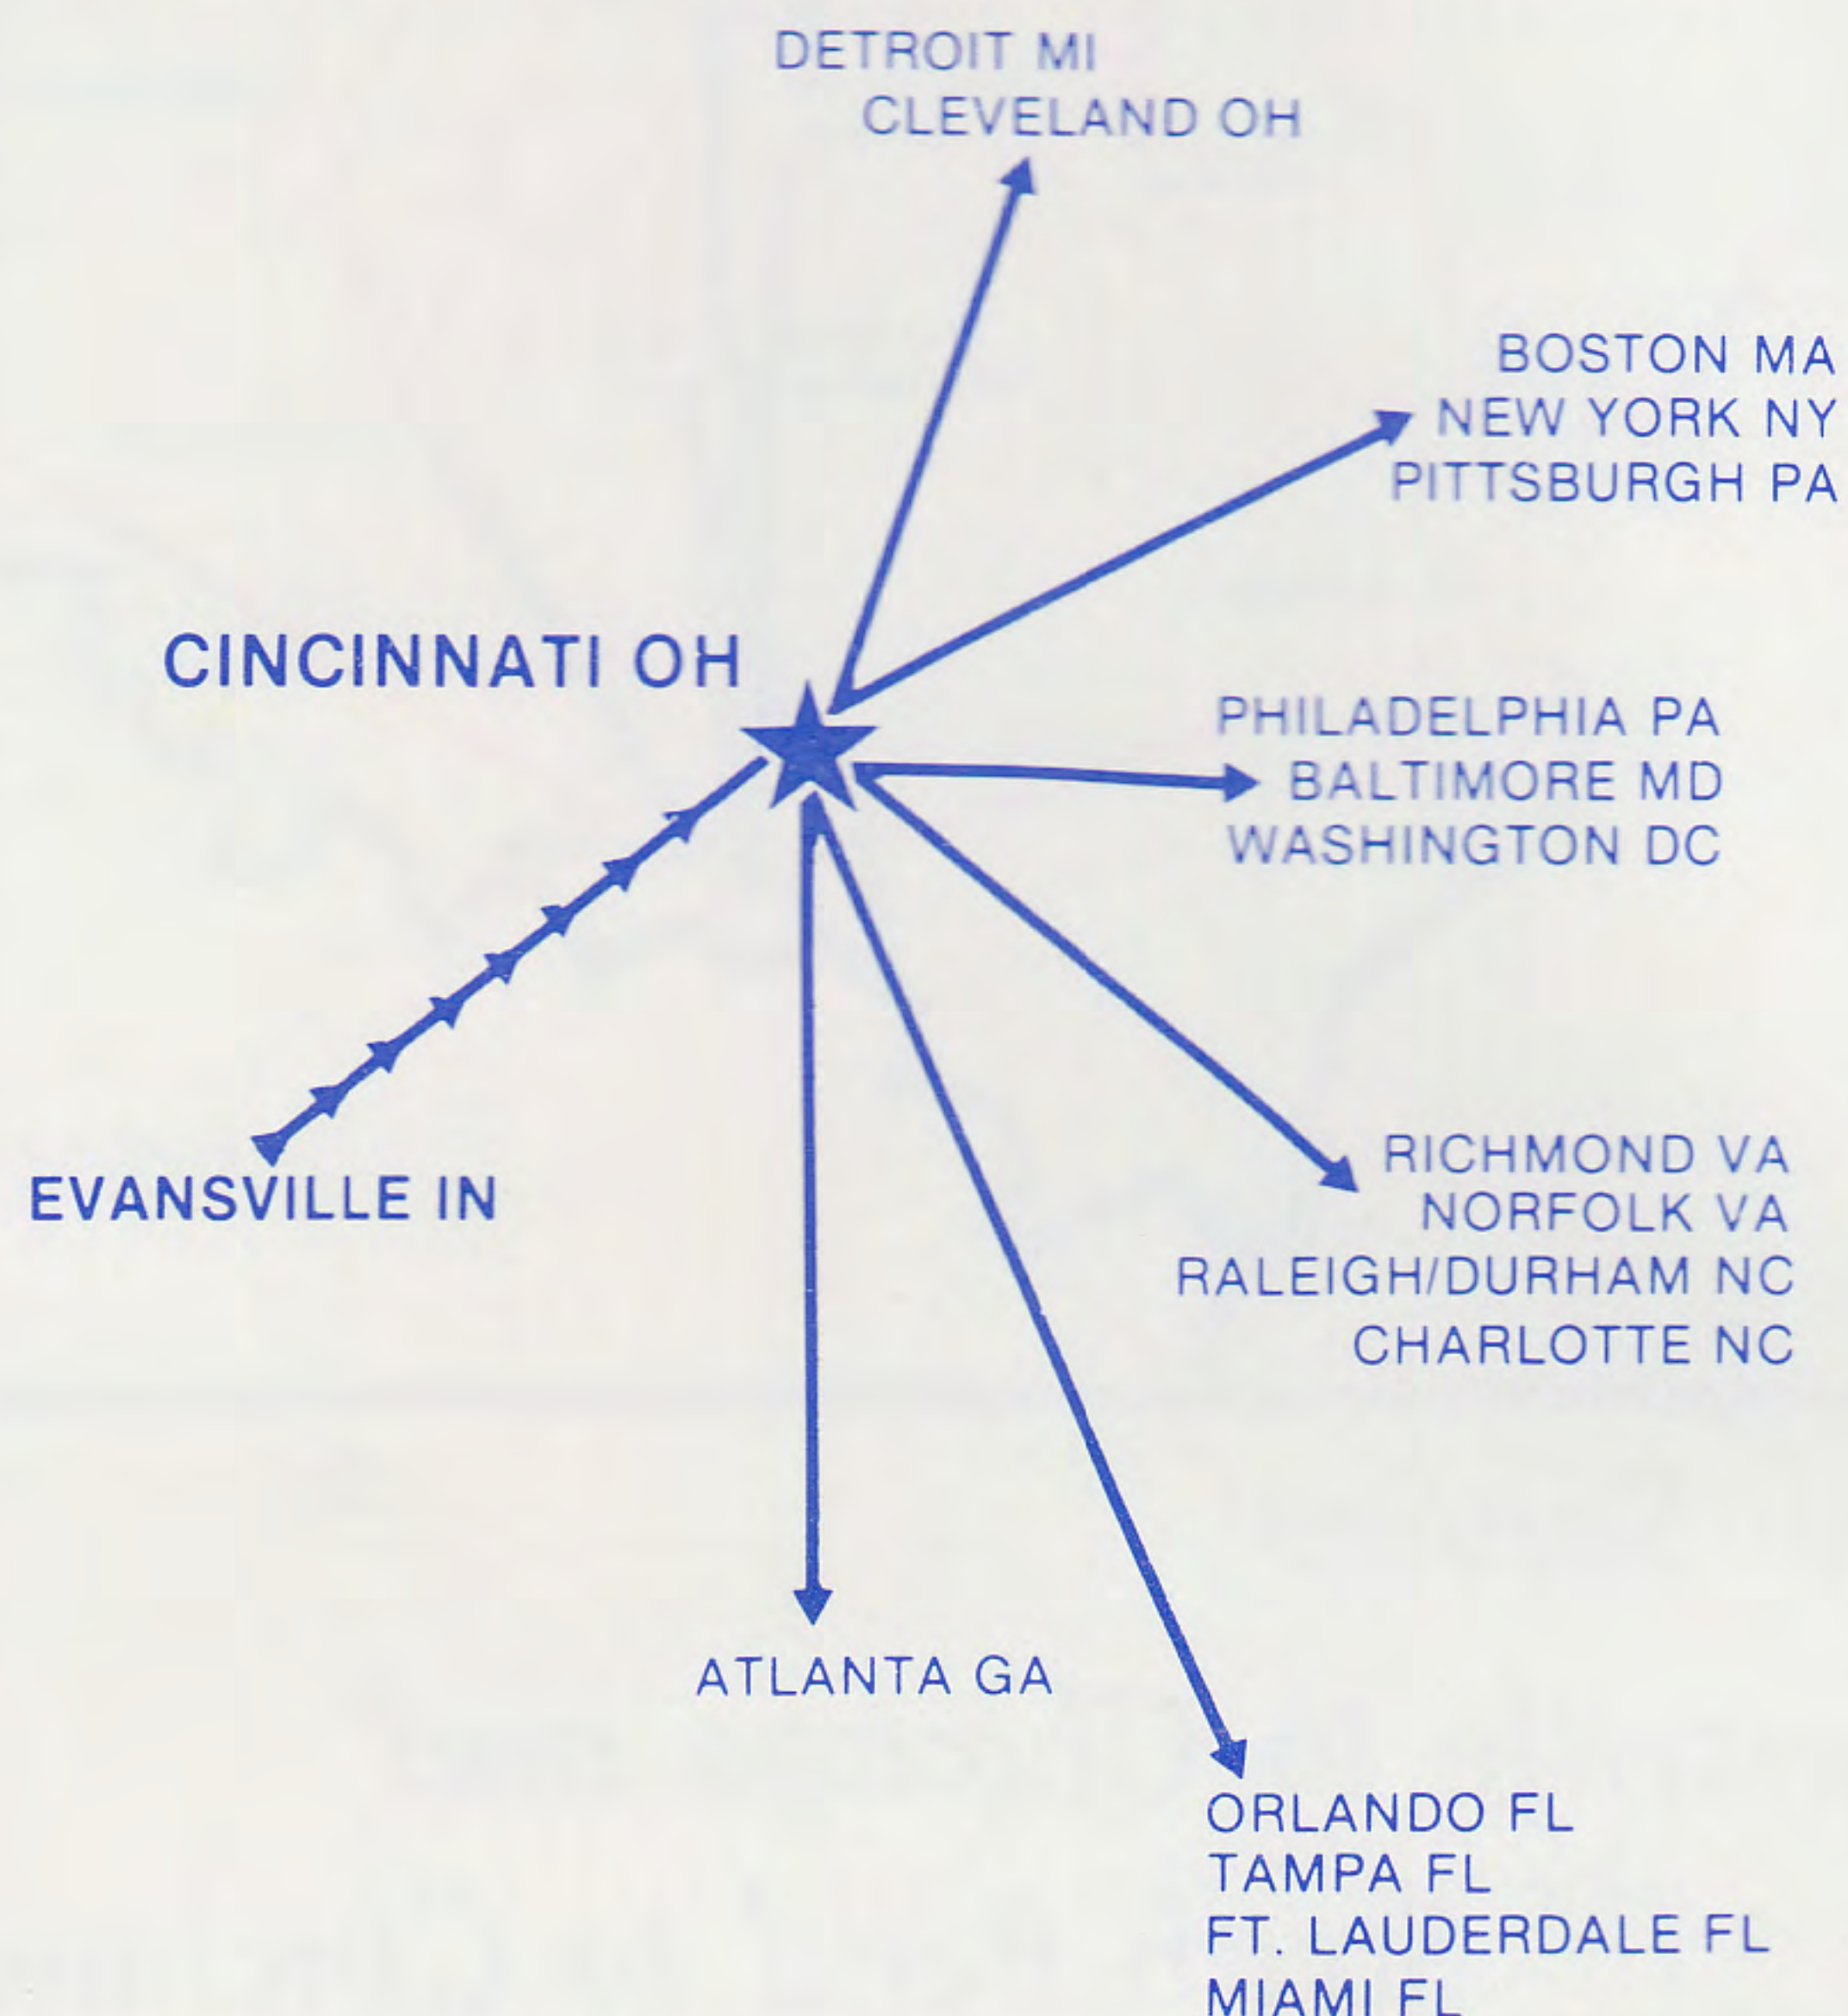 DETROIT MI
CLEVELAND OH
BOSTON MA
NEW YORK NY
PITTSBURGH PA
CINCINNATI OH
PHILADELPHIA PA
BALTIMORE MD
WASHINGTON DC
EVANSVILLE IN
RICHMOND VA
NORFOLK VA
RALEIGH/DURHAM NC
CHARLOTTE NC
ATLANTA GA
ORLANDO FL
TAMPA FL
FT. LAUDERDALE FL
MIAMI FL